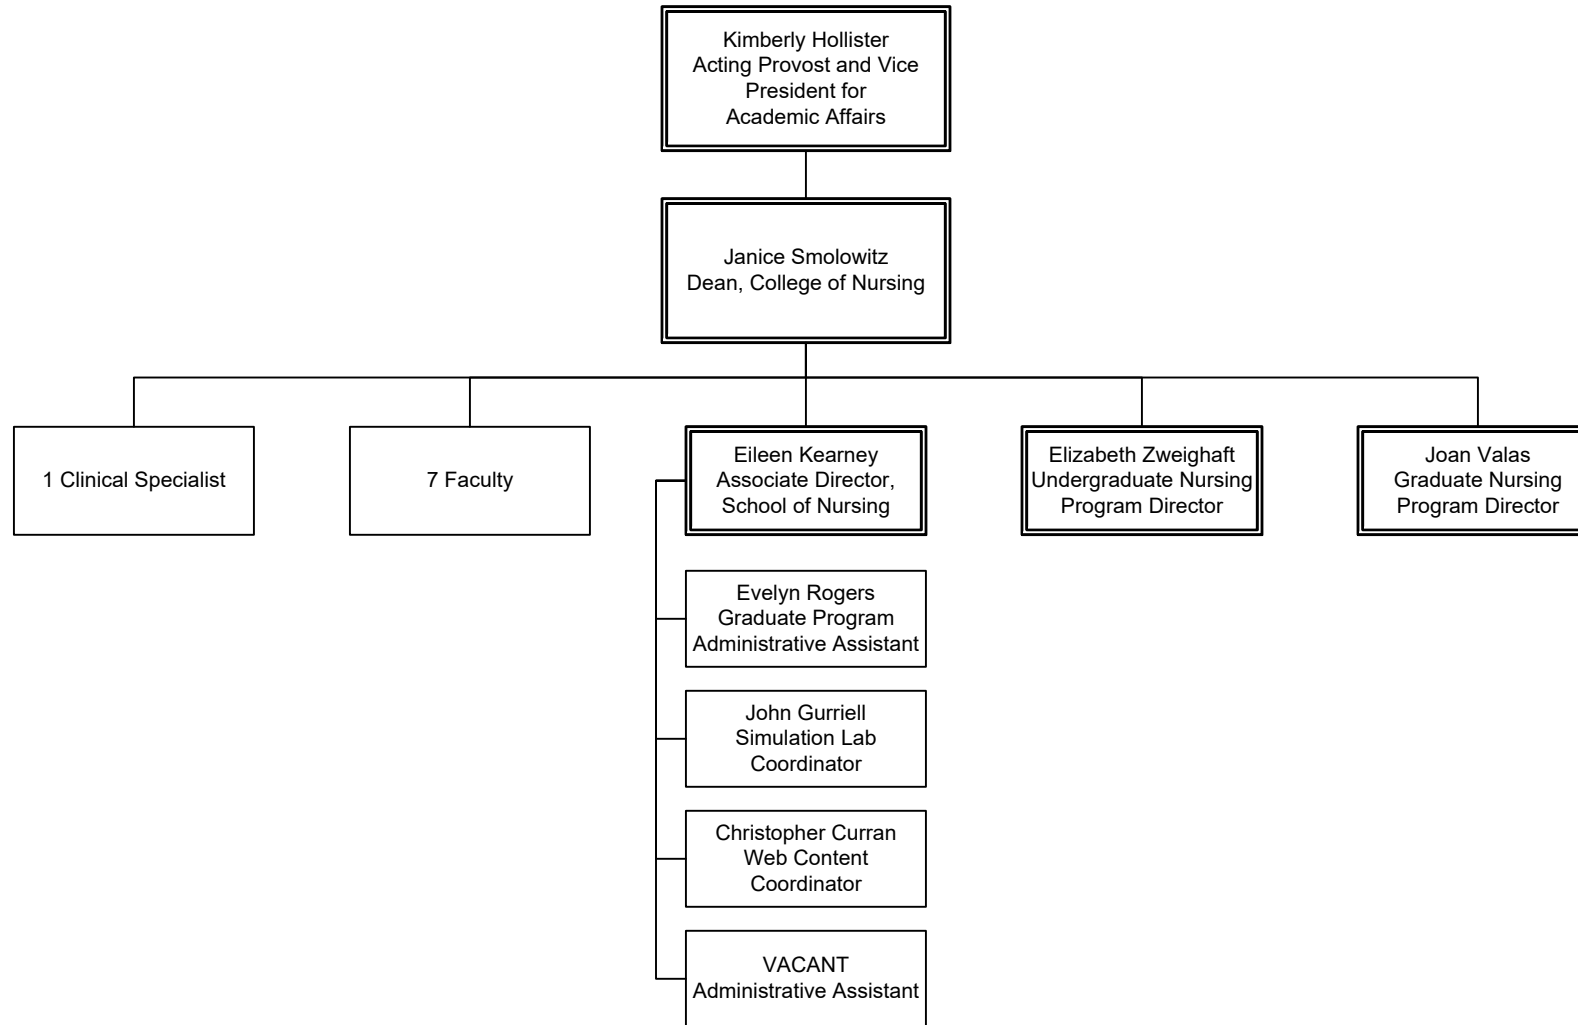 Kimberly Hollister
Acting Provost and Vice
President for
Academic Affairs
Janice Smolowitz
Dean, College of Nursing
1 Clinical Specialist
7 Faculty
Eileen Kearney
Associate Director,
School of Nursing
Elizabeth Zweighaft
Undergraduate Nursing
Program Director
Joan Valas
Graduate Nursing
Program Director
Evelyn Rogers
Graduate Program
Administrative Assistant
John Gurriell
Simulation Lab
Coordinator
Christopher Curran
Web Content
Coordinator
VACANT
Administrative Assistant